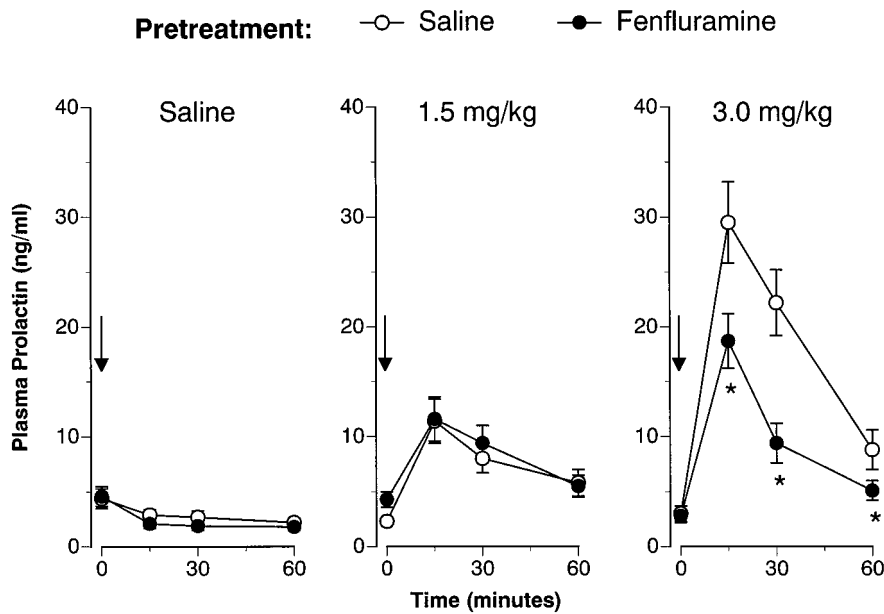 Pretreatment: Saline Fenfluramine
Saline 1.5 mg/kg 3.0 mg/kg
Plasma Prolactin (ng/ml)
40 40 40
30 30 30
20 20 20
10 10 10
* * *
0 0 0
0 30 60 0 30 60 0 30 60
Time (minutes)